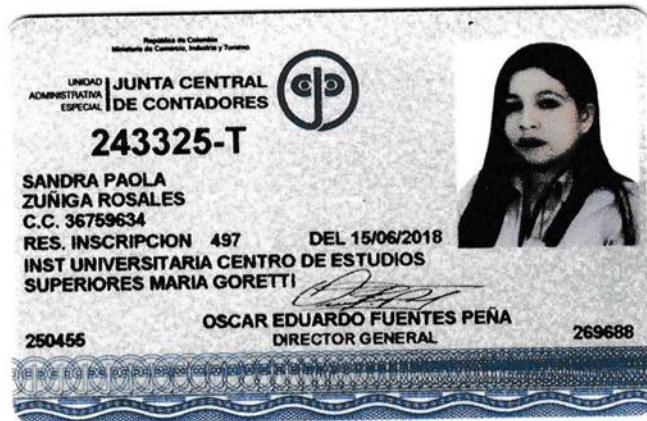 República de Colombia
Ministerio de Comercio, Industria y Turismo
UNIDAD
ADMINISTRATIVA
ESPECIAL
JUNTA CENTRAL
DE CONTADORES
243325-T
SANDRA PAOLA
ZUÑIGA ROSALES
C.C. 36759634
RES. INSCRIPCION 497 DEL 15/06/2018
INST UNIVERSITARIA CENTRO DE ESTUDIOS
SUPERIORES MARIA GORETTI
OSCAR EDUARDO FUENTES PEÑA
DIRECTOR GENERAL
250455
269688